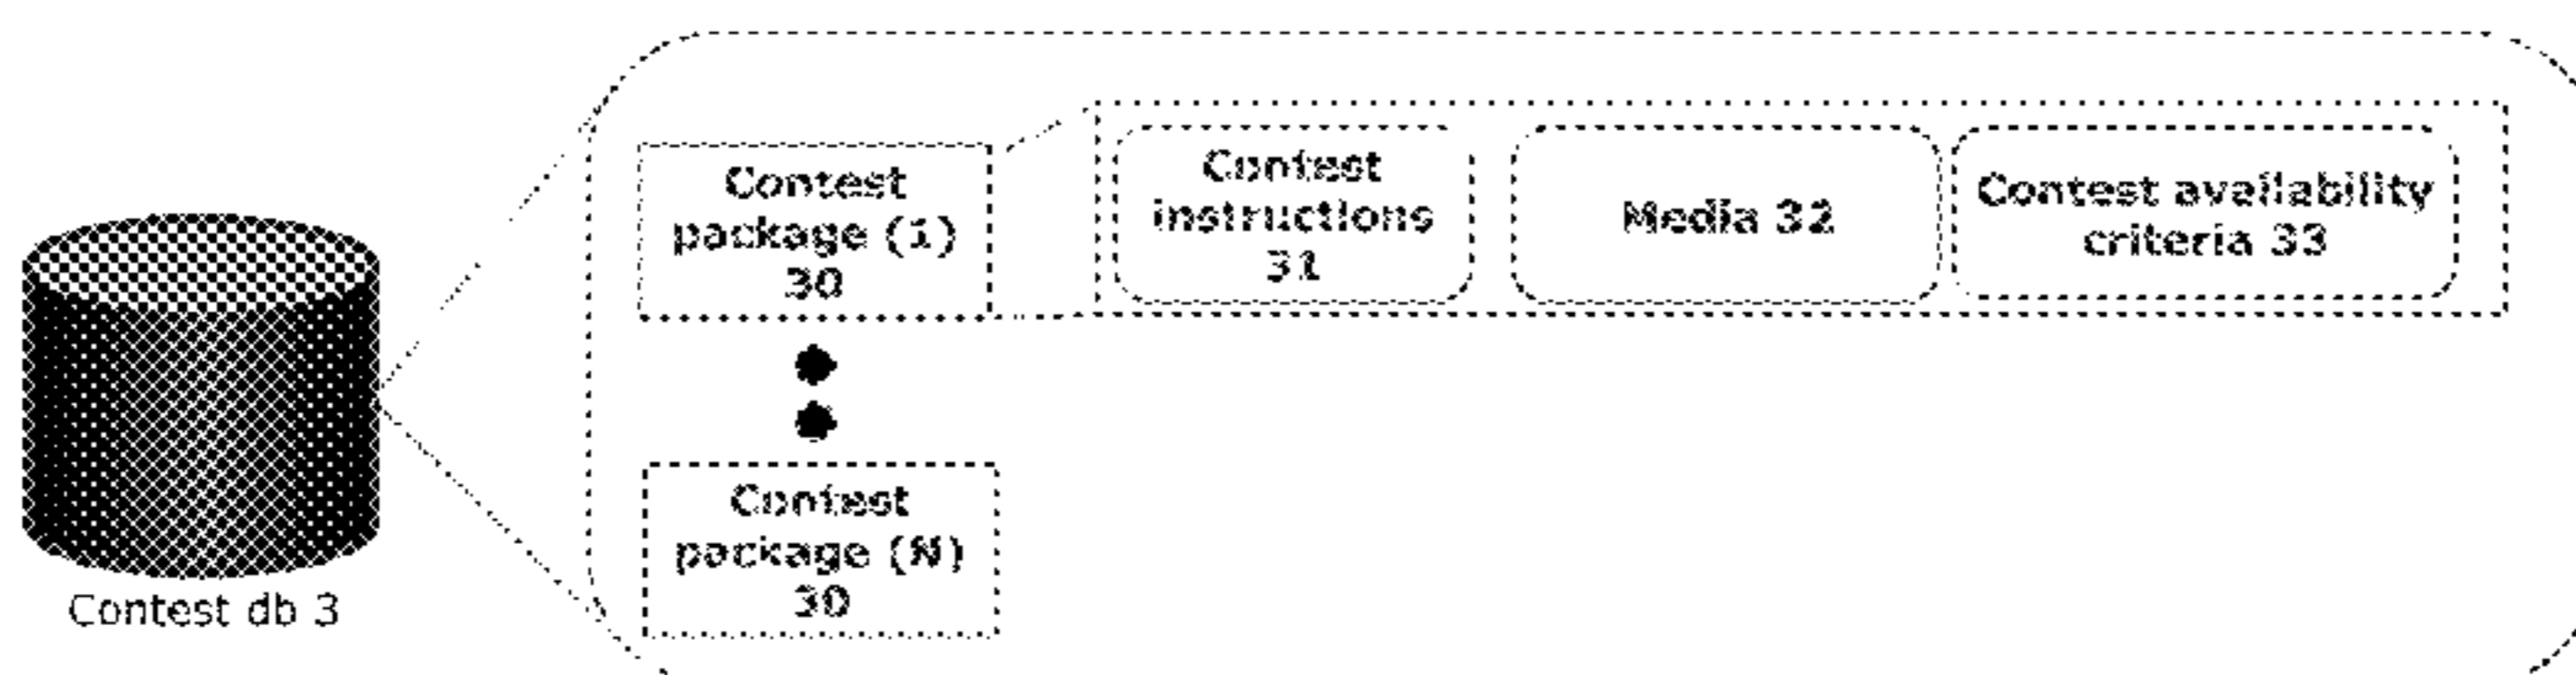 Contest
package (1)
30
Contest
instructions
31
Media 32
Contest availability
criteria 33
Contest
package (N)
30
Contest db 3